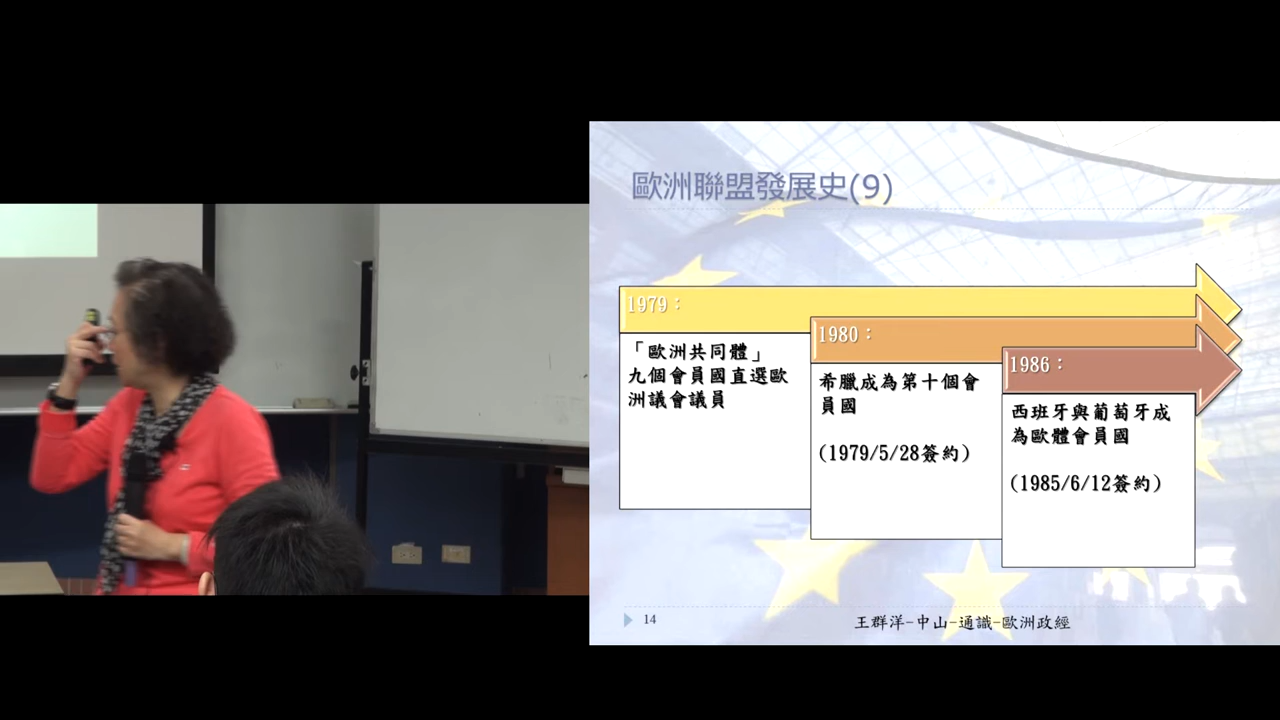 歐洲聯盟發展史(9)
1979：
「歐洲共同體」
九個會員國直選歐
洲議會議員
1980：
希臘成為第十個會
員國
(1979/5/28簽約)
1986：
西班牙與葡萄牙成
為歐體會員國
(1985/6/12簽約)
14
王群洋-中山-通識-歐洲政經